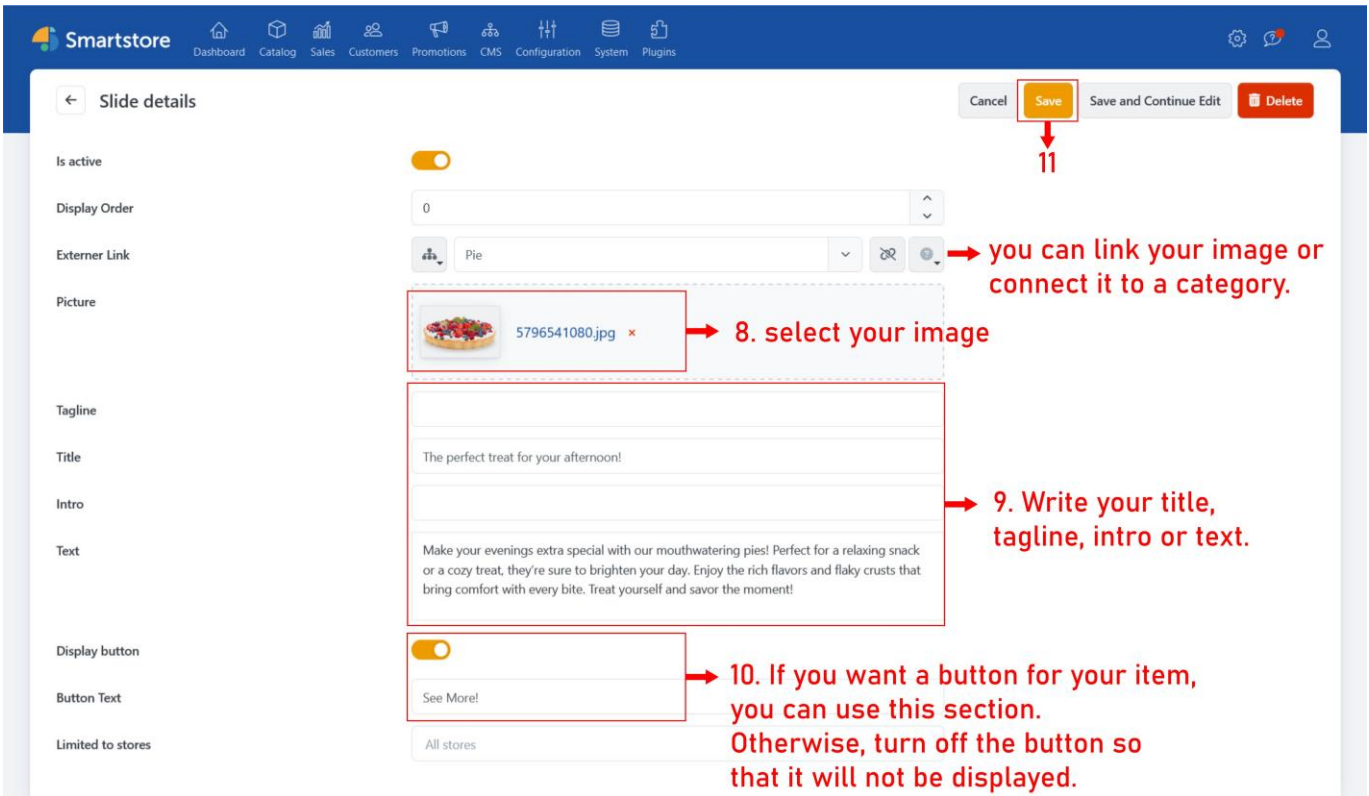 Smartstore
Dashboard Catalog Sales Customers Promotions CMS Configuration System Plugins
Slide details
Cancel Save Save and Continue Edit Delete
11
Is active
Display Order 0
Externer Link Pie
you can link your image or
connect it to a category.
Picture
5796541080.jpg ×
8. select your image
Tagline
Title The perfect treat for your afternoon!
Intro
9. Write your title,
tagline, intro or text.
Text Make your evenings extra special with our mouthwatering pies! Perfect for a relaxing snack
or a cozy treat, they're sure to brighten your day. Enjoy the rich flavors and flaky crusts that
bring comfort with every bite. Treat yourself and savor the moment!
Display button
Button Text See More!
10. If you want a button for your item,
you can use this section.
Otherwise, turn off the button so
that it will not be displayed.
Limited to stores All stores